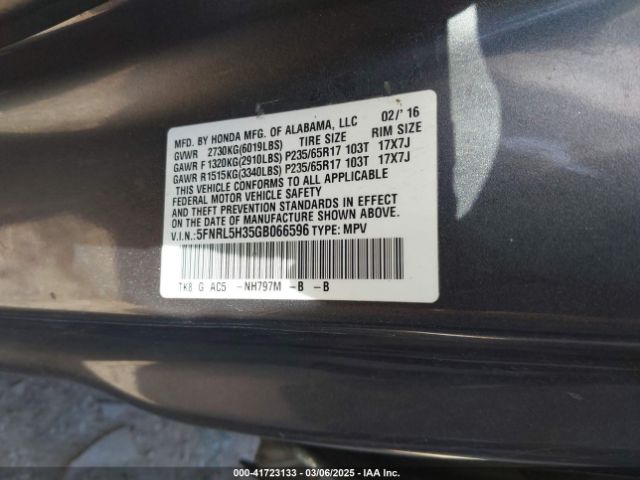 MFD. BY HONDA MFG. OF ALABAMA, LLC 02/'16
GVWR 2730KG(6019LBS) TIRE SIZE RIM SIZE
GAWR F1320KG(2910LBS) P235/65R17 103T 17X7J
GAWR R1515KG(3340LBS) P235/65R17 103T 17X7J
THIS VEHICLE CONFORMS TO ALL APPLICABLE
FEDERAL MOTOR VEHICLE SAFETY
AND THEFT PREVENTION STANDARDS IN EFFECT
ON THE DATE OF MANUFACTURE SHOWN ABOVE.
V.I.N.:5FNRL5H35GB066596 TYPE: MPV
TK8 G AC5 -NH797M -B -B
000-41723133 — 03/06/2025 — IAA Inc.